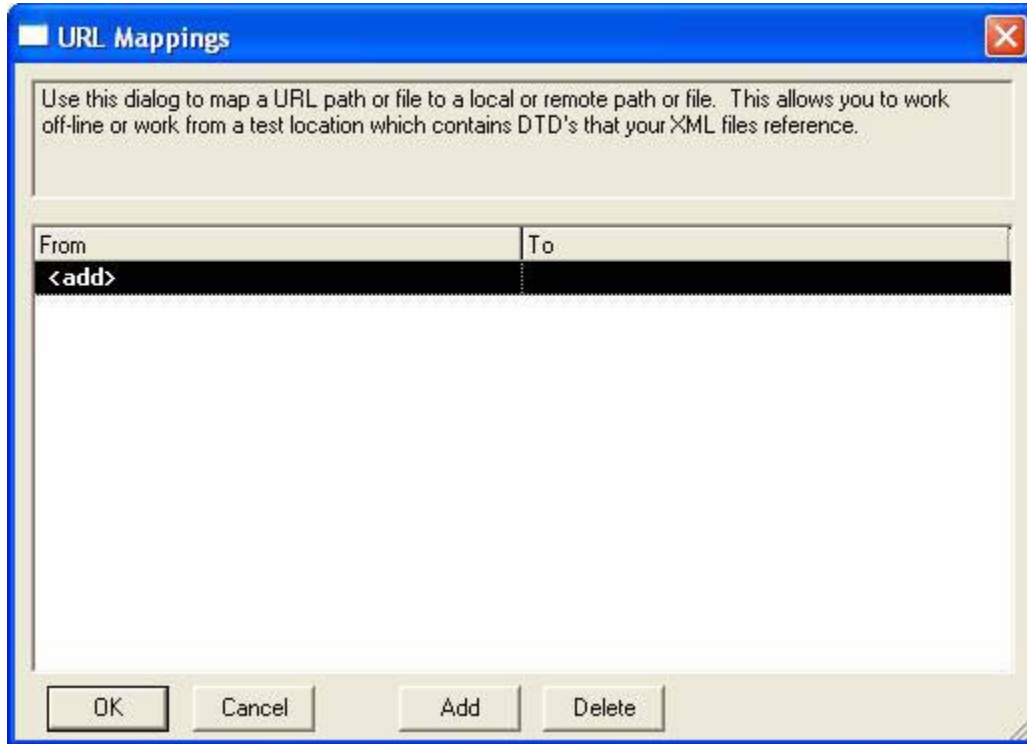 URL Mappings
Use this dialog to map a URL path or file to a local or remote path or file. This allows you to work
off-line or work from a test location which contains DTD's that your XML files reference.
From To
<add>
OK Cancel Add Delete